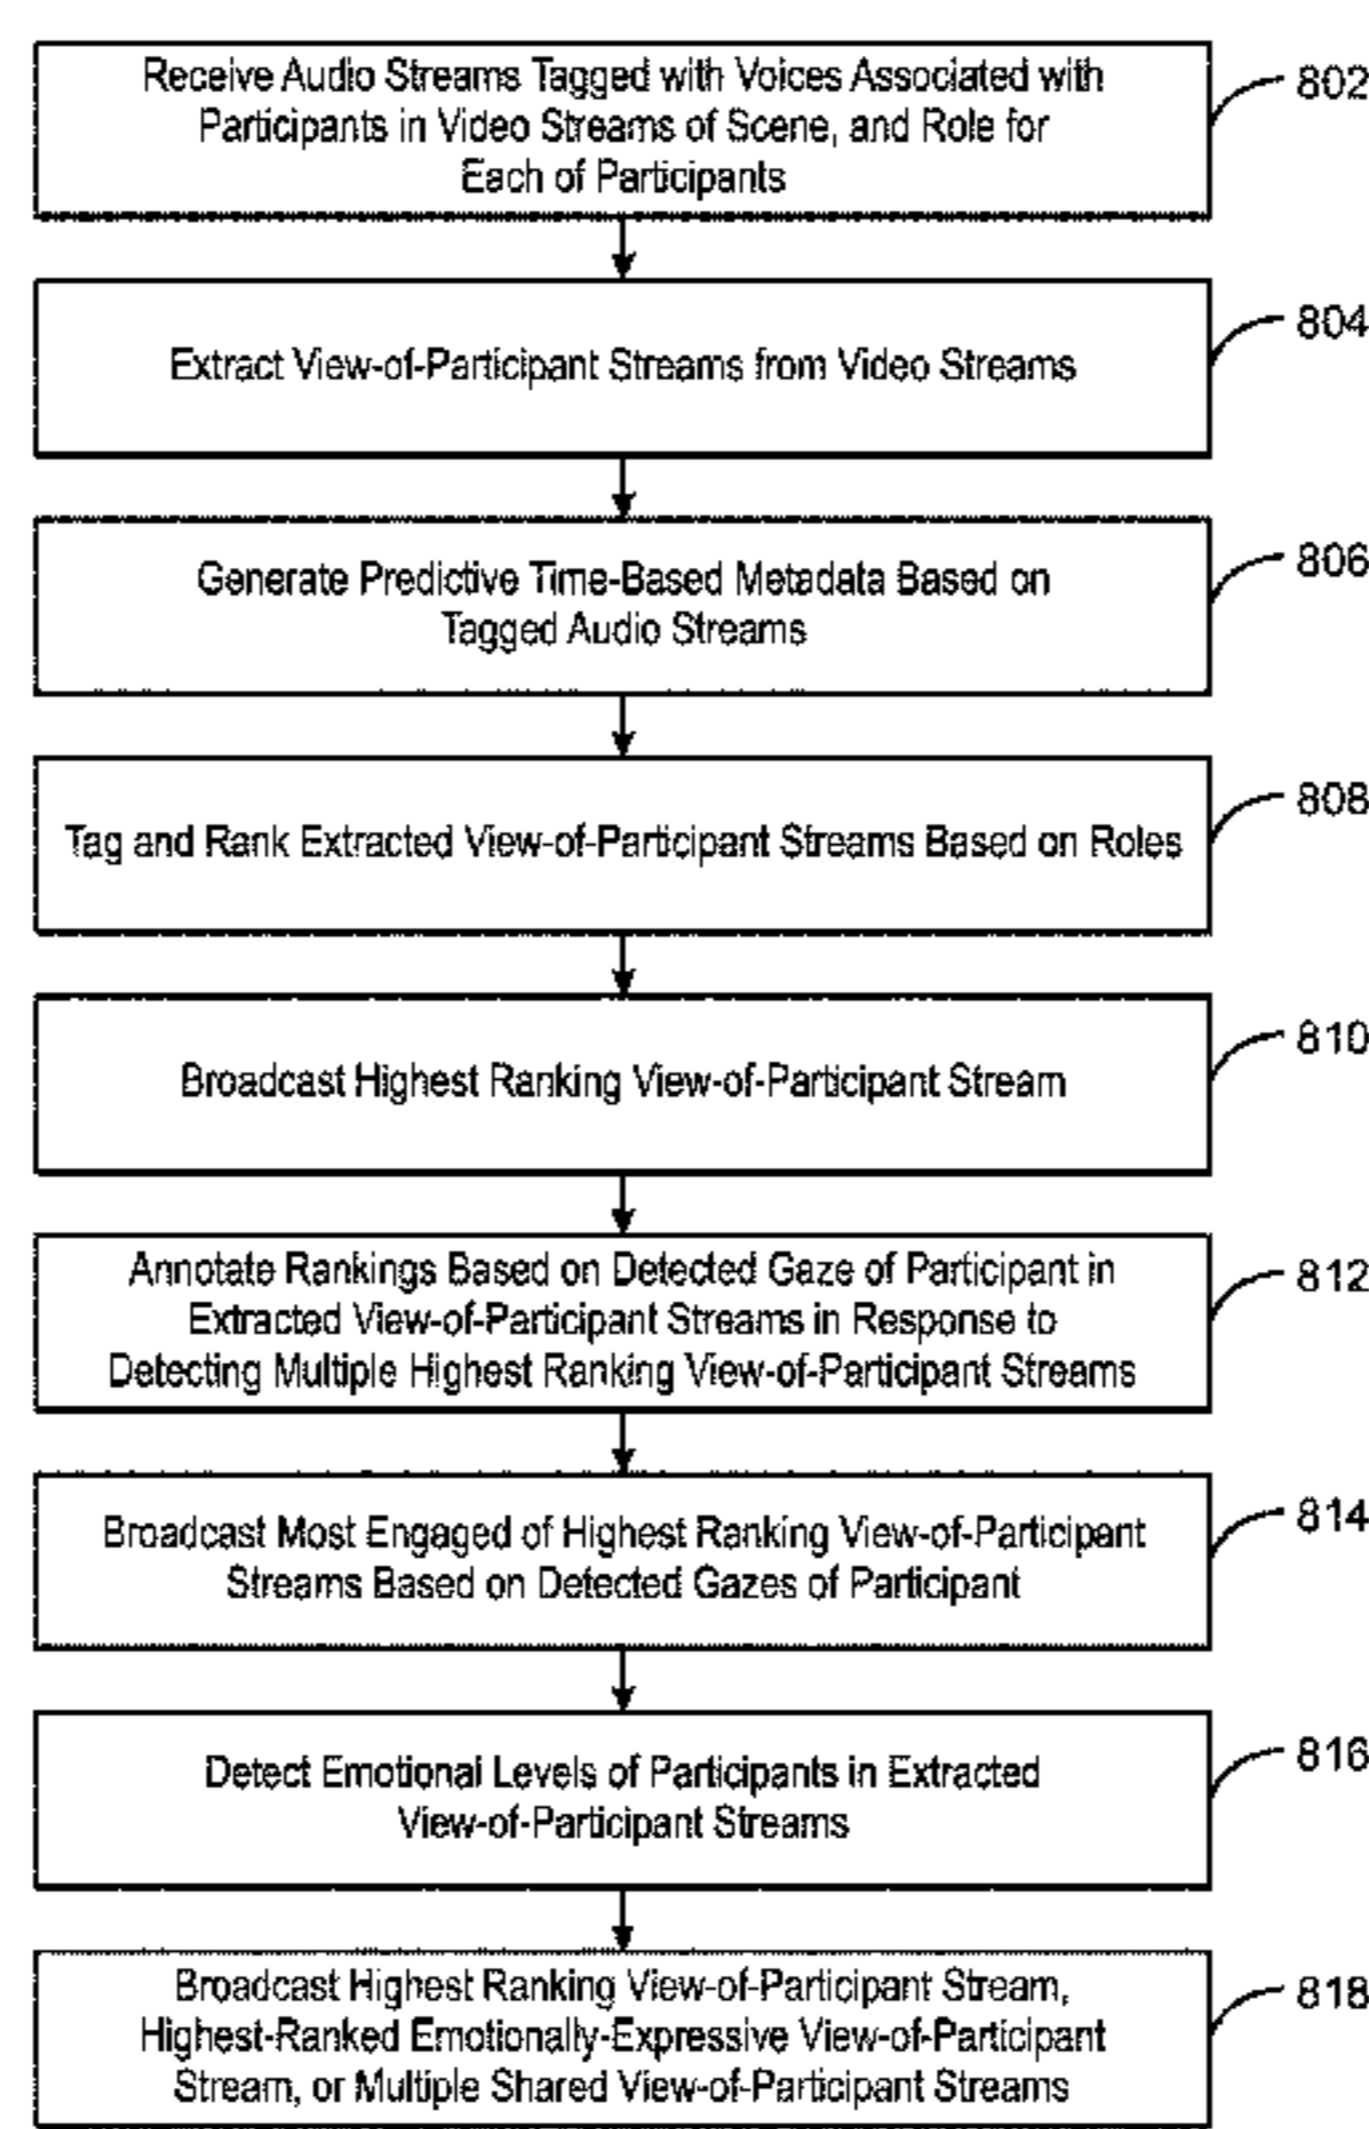 Receive Audio Streams Tagged with Voices Associated with
Participants in Video Streams of Scene, and Role for
Each of Participants
802
Extract View-of-Participant Streams from Video Streams
804
Generate Predictive Time-Based Metadata Based on
Tagged Audio Streams
806
Tag and Rank Extracted View-of-Participant Streams Based on Roles
808
Broadcast Highest Ranking View-of-Participant Stream
810
Annotate Rankings Based on Detected Gaze of Participant in
Extracted View-of-Participant Streams in Response to
Detecting Multiple Highest Ranking View-of-Participant Streams
812
Broadcast Most Engaged of Highest Ranking View-of-Participant
Streams Based on Detected Gazes of Participant
814
Detect Emotional Levels of Participants in Extracted
View-of-Participant Streams
816
Broadcast Highest Ranking View-of-Participant Stream,
Highest-Ranked Emotionally-Expressive View-of-Participant
Stream, or Multiple Shared View-of-Participant Streams
818